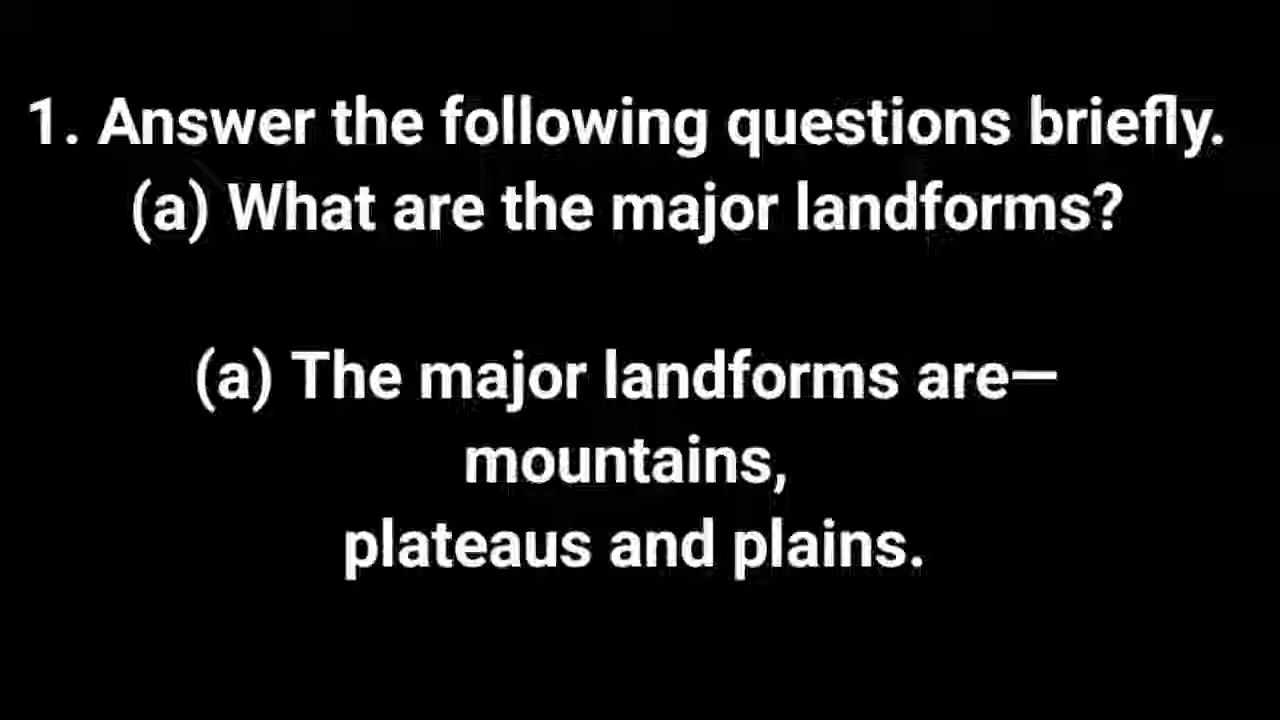 1. Answer the following questions briefly.
(a) What are the major landforms?
(a) The major landforms are—
mountains,
plateaus and plains.